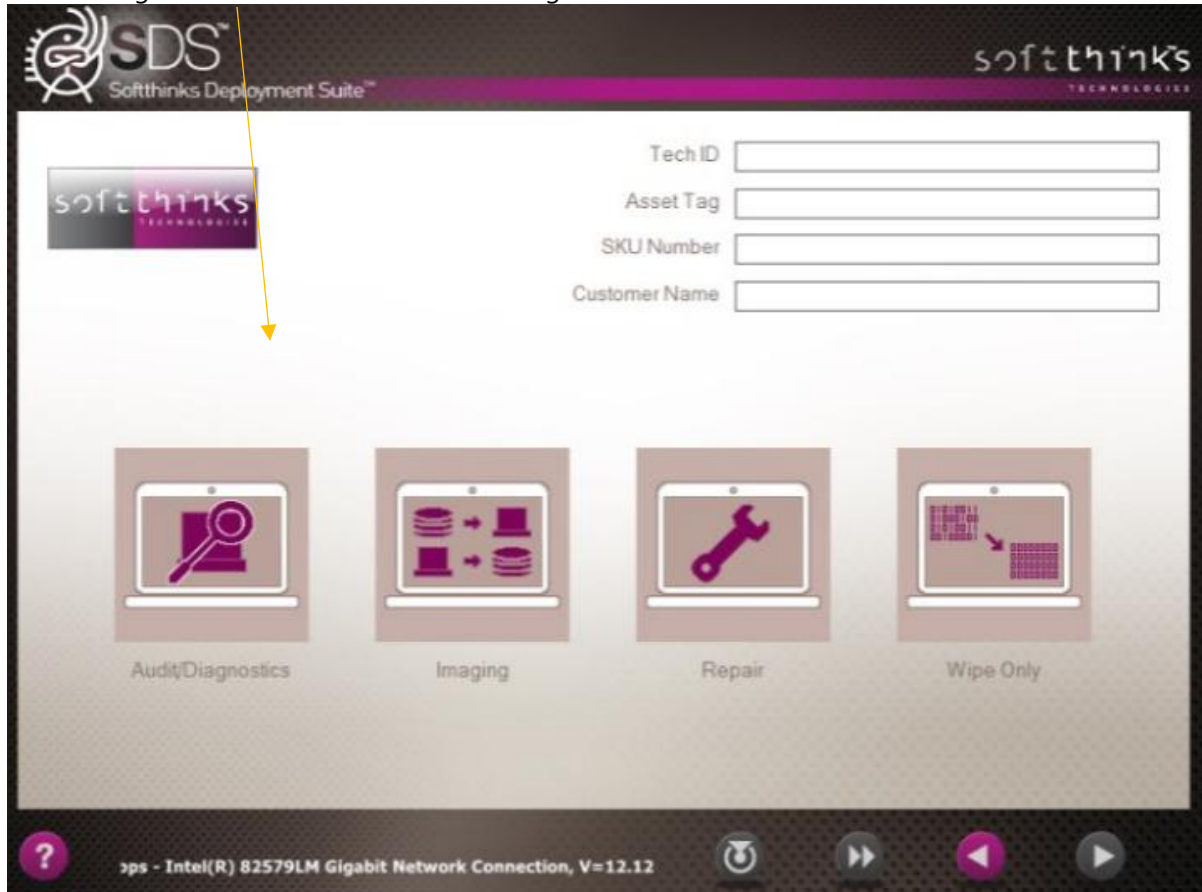 SDS™
Softthinks Deployment Suite™
softthinks
TECHNOLOGIES
softthinks
TECHNOLOGIES
Tech ID
Asset Tag
SKU Number
Customer Name
Audit/Diagnostics
Imaging
Repair
Wipe Only
?
ops - Intel(R) 82579LM Gigabit Network Connection, V=12.12